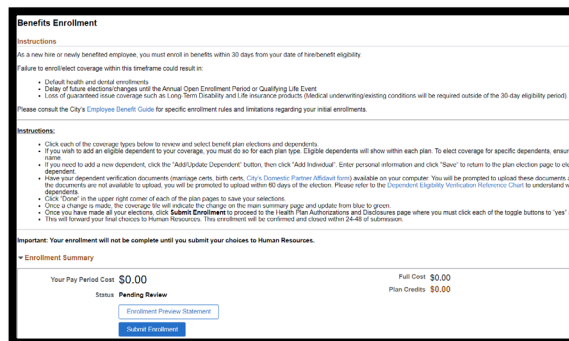 Benefits Enrollment
Instructions
As a new hire or newly benefited employee, you must enroll in benefits within 30 days from your date of hire/benefit eligibility.
Failure to enroll/elect coverage within this timeframe could result in:
• Default health and dental enrollments
• Delay of future elections/changes until the Annual Open Enrollment Period or Qualifying Life Event
• Loss of guaranteed issue coverage such as Long-Term Disability and Life insurance products (Medical underwriting/existing conditions will be required outside of the 30-day eligibility period).
Please consult the City's Employee Benefit Guide for specific enrollment rules and limitations regarding your initial enrollments.
Instructions:
• Click each of the coverage types below to review and select benefit plan elections and dependents.
• If you wish to add an eligible dependent to your coverage, you must do so for each plan type. Eligible dependents will show within each plan. To elect coverage for specific dependents, ensur
name.
• If you need to add a new dependent, click the "Add/Update Dependent" button, then click "Add Individual". Enter personal information and click "Save" to return to the plan election page to ele
dependent.
• Have your dependent verification documents (marriage certs, birth certs, City's Domestic Partner Affidavit form) available on your computer. You will be prompted to upload these documents a
the documents are not available to upload, you will be prompted to upload within 60 days of the election. Please refer to the Dependent Eligibility Verification Reference Chart to understand w
dependents.
• Click "Done" in the upper right corner of each of the plan pages to save your selections.
• Once a change is made, the coverage tile will indicate the change on the main summary page and update from blue to green.
• Once you have made all your elections, click Submit Enrollment to proceed to the Health Plan Authorizations and Disclosures page where you must click each of the toggle buttons to "yes"
• This will forward your final choices to Human Resources. This enrollment will be confirmed and closed within 24-48 of submission.
Important: Your enrollment will not be complete until you submit your choices to Human Resources.
Enrollment Summary
Your Pay Period Cost $0.00
Full Cost $0.00
Status Pending Review
Plan Credits $0.00
Enrollment Preview Statement
Submit Enrollment